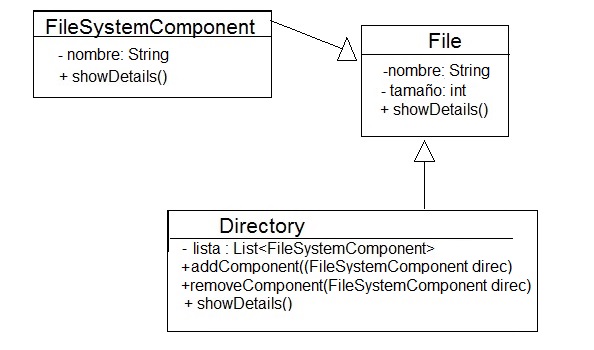 FileSystemComponent
- nombre: String
+ showDetails()
File
-nombre: String
- tamaño: int
+ showDetails()
Directory
- lista : List<FileSystemComponent>
+addComponent((FileSystemComponent direc)
+removeComponent(FileSystemComponent direc)
+ showDetails()